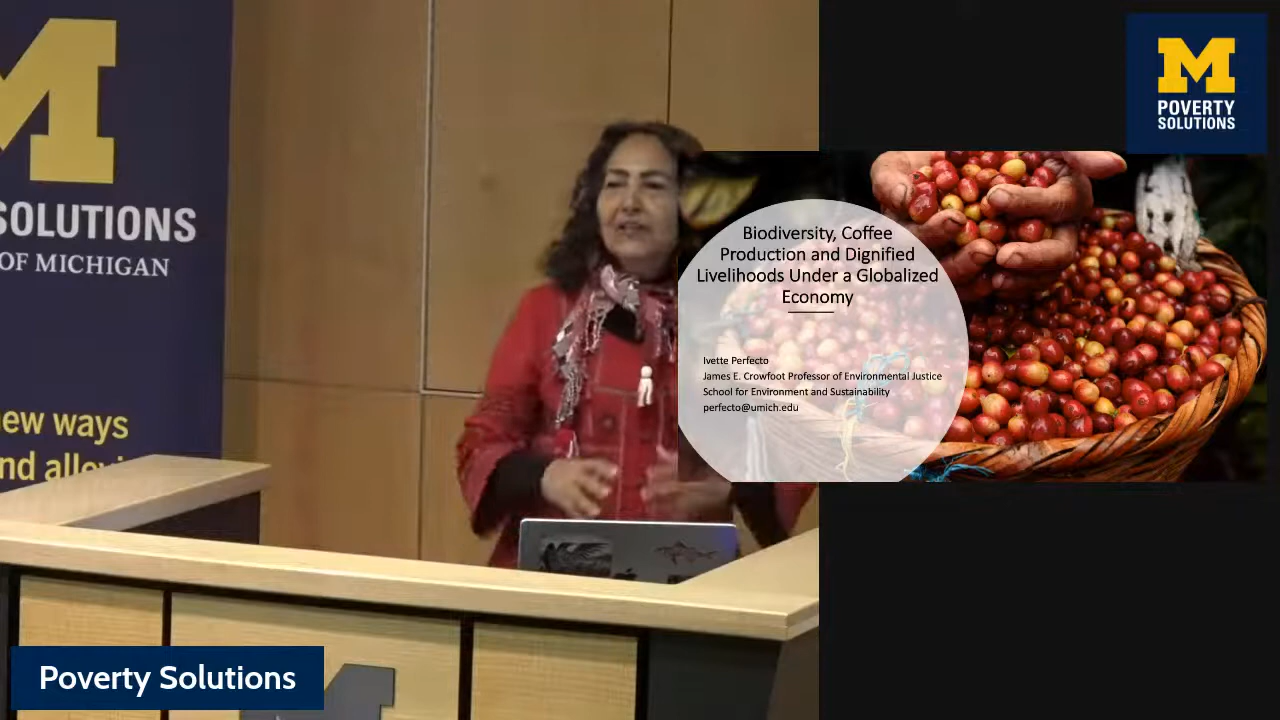 SOLUTIONS
OF MICHIGAN
new ways
nd allevi
Poverty Solutions
Biodiversity, Coffee
Production and Dignified
Livelihoods Under a Globalized
Economy
Ivette Perfecto
James E. Crowfoot Professor of Environmental Justice
School for Environment and Sustainability
perfecto@umich.edu
M
POVERTY
SOLUTIONS